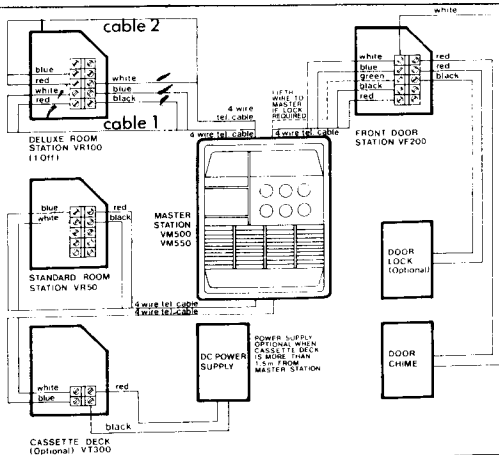 cable 2
white
blue
red
white
red
white
blue
black
cable 1
DELUXE ROOM
STATION VR100
(1 Off)
4 wire
tel. cable
4 wire tel. cable
FIFTH
WIRE TO
MASTER
IF LOCK
REQUIRED
4 wire tel. cable
white
white
blue
green
black
red
red
red
black
FRONT DOOR
STATION VF200
blue
white
red
black
STANDARD ROOM
STATION VR50
MASTER
STATION
VM500
VM550
DOOR
LOCK
(Optional)
4 wire tel. cable
4 wire tel. cable
DC POWER
SUPPLY
POWER SUPPLY
OPTIONAL WHEN
CASSETTE DECK
IS MORE THAN
1.5m FROM
MASTER STATION
DOOR
CHIME
white
blue
red
black
CASSETTE DECK
(Optional) VT300